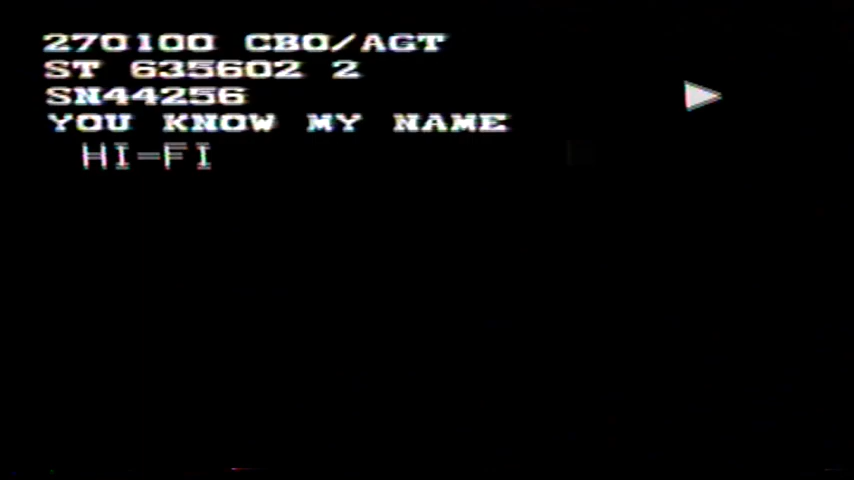 270100 CBO/AGT
ST 635602 2
SN44256
YOU KNOW MY NAME
HI-FI